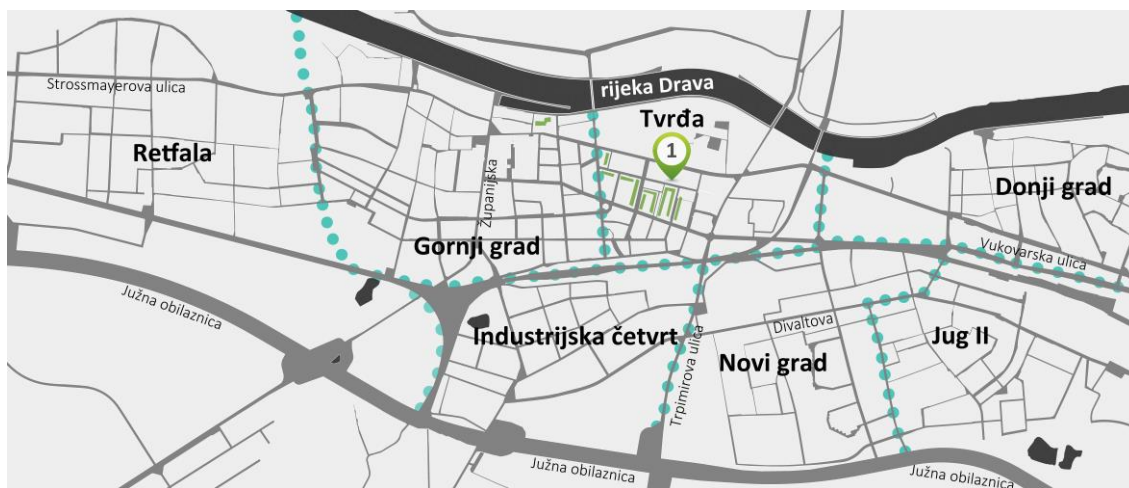 rijeka Drava
Strossmayerova ulica
Tvrđa
Retfala
1
Županijska
Donji grad
Gornji grad
Vukovarska ulica
Južna obilaznica
Industrijska četvrt
Divaltova
Jug II
Novi grad
Trpimirova ulica
Južna obilaznica
Južna obilaznica